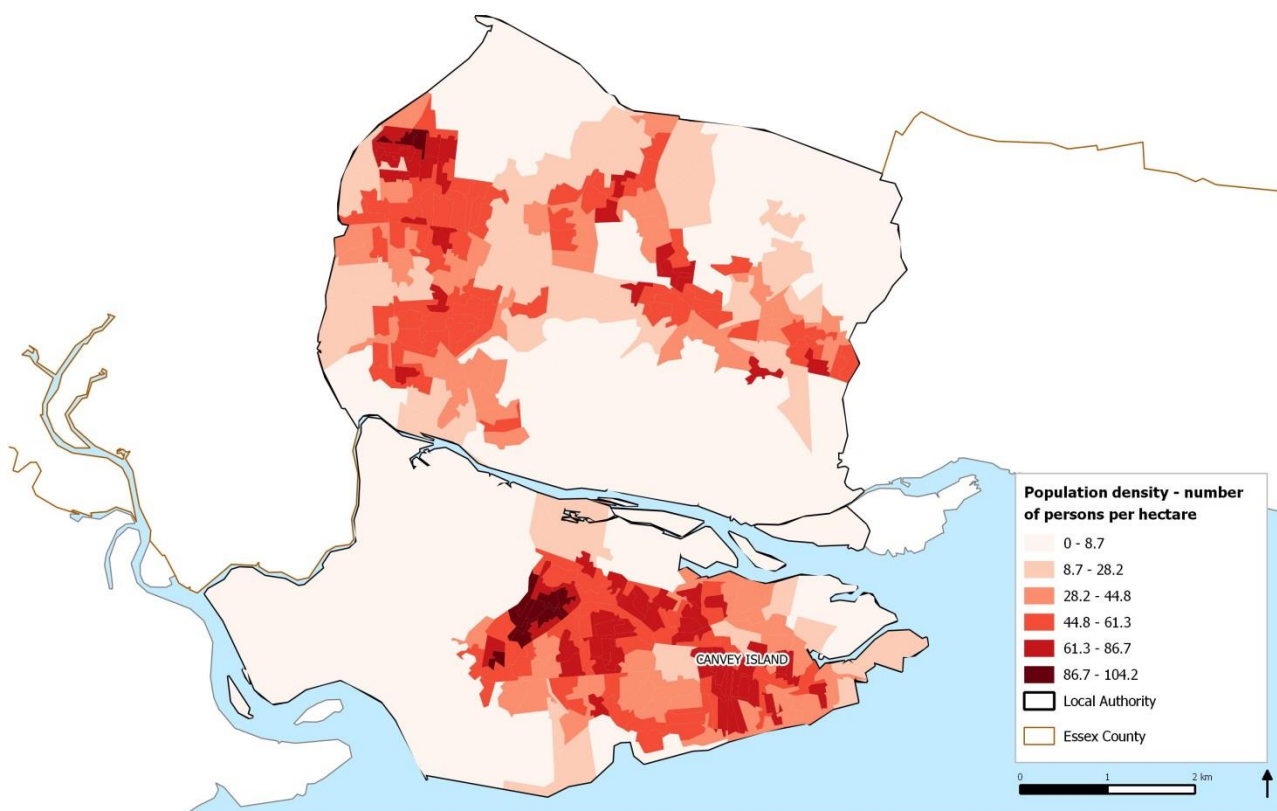 CANVEY ISLAND
Population density - number
of persons per hectare
0 - 8.7
8.7 - 28.2
28.2 - 44.8
44.8 - 61.3
61.3 - 86.7
86.7 - 104.2
Local Authority
Essex County
0 1 2 km